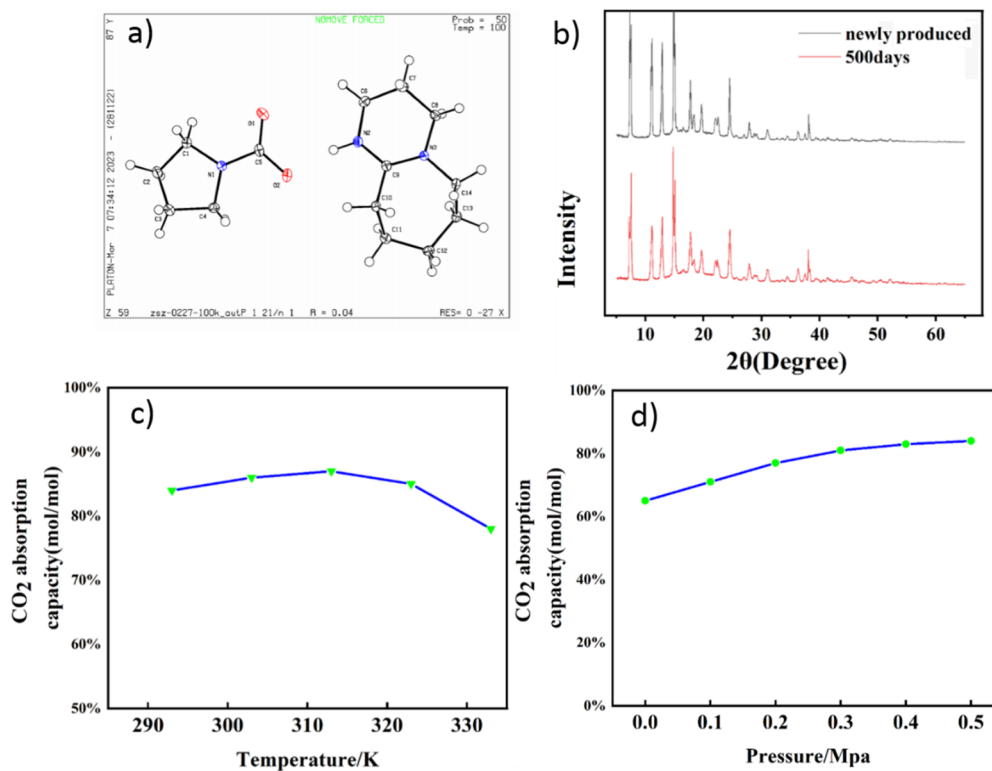 a)
NOMOVE FORCED
Prob = 50
Temp = 100
PLATON-Mar 7 07:34:12 2023 - (281122)
87 Y
O1
C1
C5
N1
O2
C2
C3
C4
C7
C6
C8
N2
N3
C9
C14
C10
C13
C11
C12
Z 59 zsz-0227-100k_outP 1 21/n 1 R = 0.04 RES= 0 -27 X
b)
newly produced
500days
Intensity
10 20 30 40 50 60
2θ(Degree)
c)
CO2 absorption
capacity(mol/mol)
100%
90%
80%
70%
60%
50%
290 300 310 320 330
Temperature/K
d)
CO2 absorption
capacity(mol/mol)
100%
80%
60%
40%
20%
0%
0.0 0.1 0.2 0.3 0.4 0.5
Pressure/Mpa